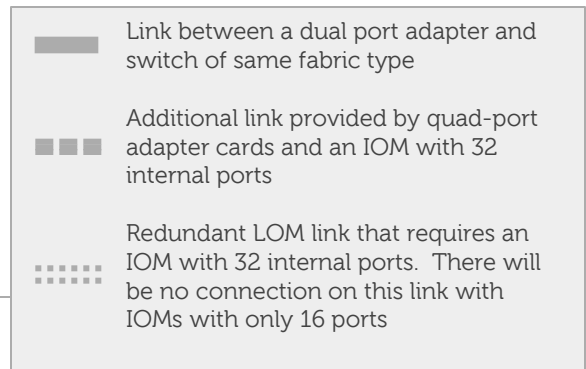 Link between a dual port adapter and
switch of same fabric type
Additional link provided by quad-port
adapter cards and an IOM with 32
internal ports
Redundant LOM link that requires an
IOM with 32 internal ports.  There will
be no connection on this link with
IOMs with only 16 ports